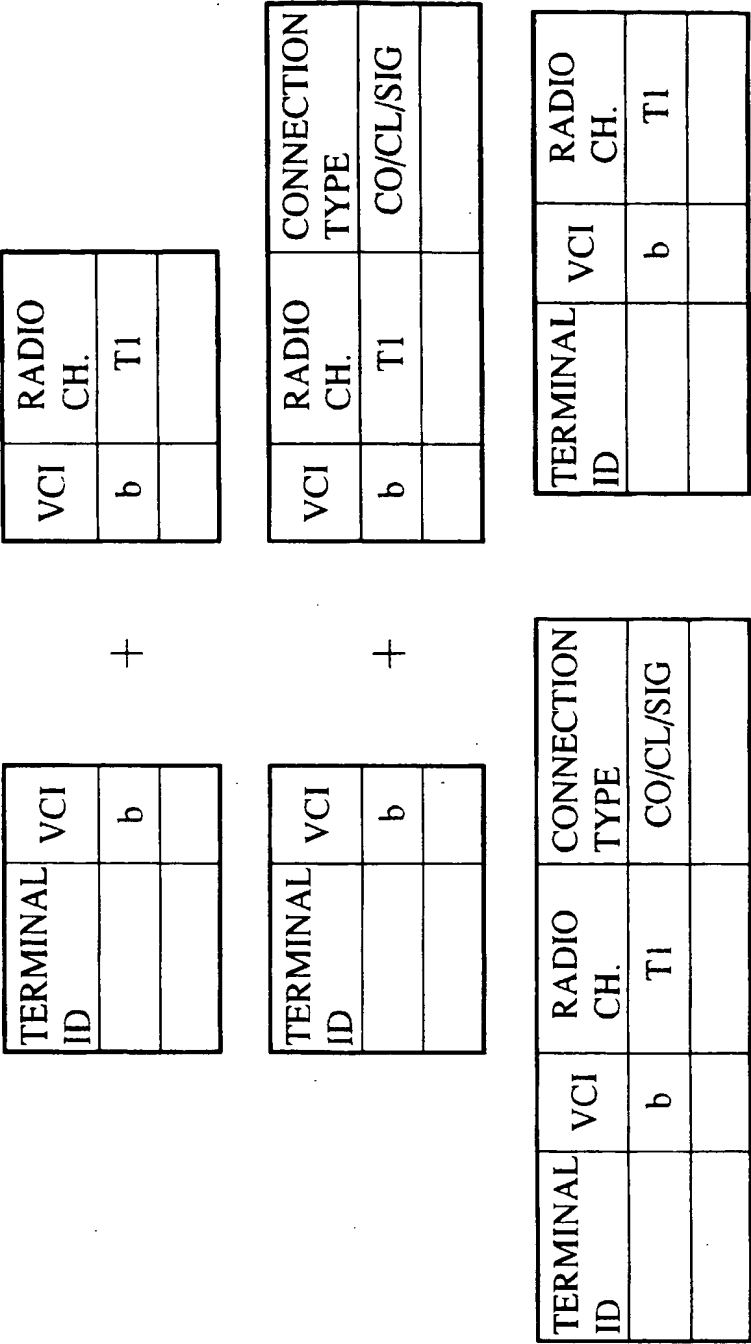 TERMINAL VCI
ID
b
+
VCI RADIO
CH.
b T1
TERMINAL VCI
ID
b
+
VCI RADIO CONNECTION
CH. TYPE
b T1 CO/CL/SIG
TERMINAL VCI RADIO CONNECTION
ID CH. TYPE
b T1 CO/CL/SIG
TERMINAL VCI RADIO
ID CH.
b T1